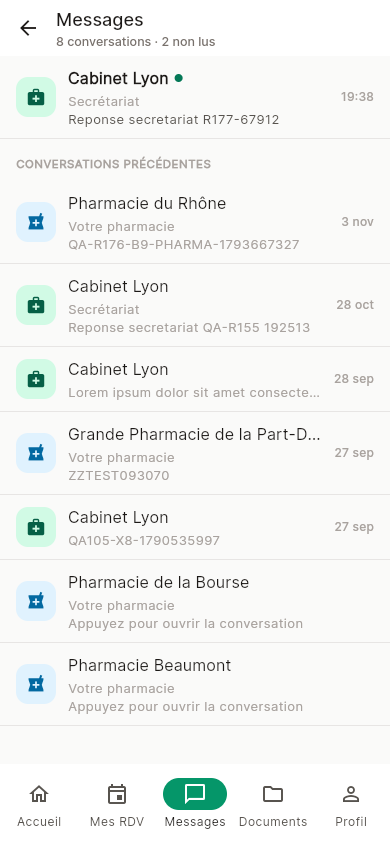 Messages
8 conversations · 2 non lus
Cabinet Lyon
Secrétariat
19:38
Reponse secretariat R177-67912
CONVERSATIONS PRÉCÉDENTES
Pharmacie du Rhône
Votre pharmacie
3 nov
QA-R176-B9-PHARMA-1793667327
Cabinet Lyon
Secrétariat
28 oct
Reponse secretariat QA-R155 192513
Cabinet Lyon
28 sep
Lorem ipsum dolor sit amet consecte...
Grande Pharmacie de la Part-D...
Votre pharmacie
27 sep
ZZTEST093070
Cabinet Lyon
27 sep
QA105-X8-1790535997
Pharmacie de la Bourse
Votre pharmacie
Appuyez pour ouvrir la conversation
Pharmacie Beaumont
Votre pharmacie
Appuyez pour ouvrir la conversation
Accueil
Mes RDV
Messages
Documents
Profil